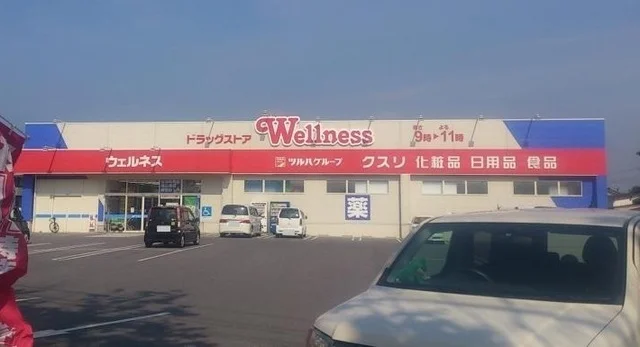 ドラッグストア Wellness 朝9時▶よる11時
ウェルネス ツルハグループ クスリ 化粧品 日用品 食品
薬